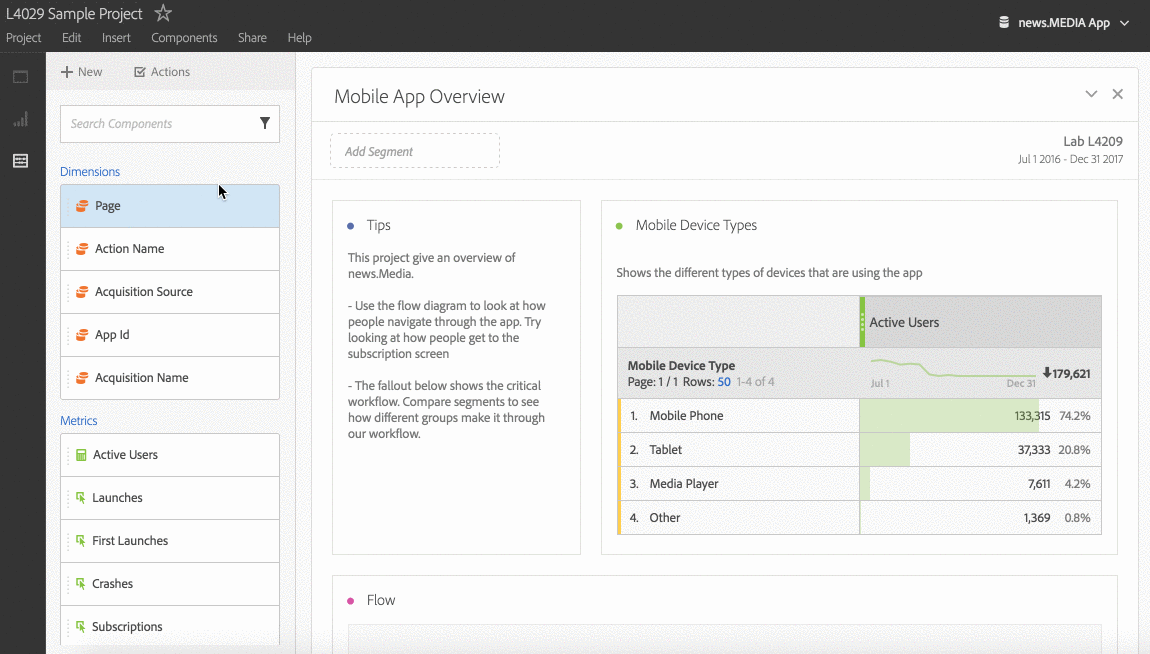 L4029 Sample Project
news.MEDIA App
Project Edit Insert Components Share Help
New Actions
Search Components
Dimensions
Page
Action Name
Acquisition Source
App Id
Acquisition Name
Metrics
Active Users
Launches
First Launches
Crashes
Subscriptions
Mobile App Overview
Add Segment
Lab L4209
Jul 1 2016 - Dec 31 2017
Tips
This project give an overview of
news.Media.
- Use the flow diagram to look at how
people navigate through the app. Try
looking at how people get to the
subscription screen
- The fallout below shows the critical
workflow. Compare segments to see
how different groups make it through
our workflow.
Mobile Device Types
Shows the different types of devices that are using the app
Active Users
Mobile Device Type
Page: 1 / 1 Rows: 50 1-4 of 4
Jul 1 Dec 31
179,621
1. Mobile Phone 133,315 74.2%
2. Tablet 37,333 20.8%
3. Media Player 7,611 4.2%
4. Other 1,369 0.8%
Flow